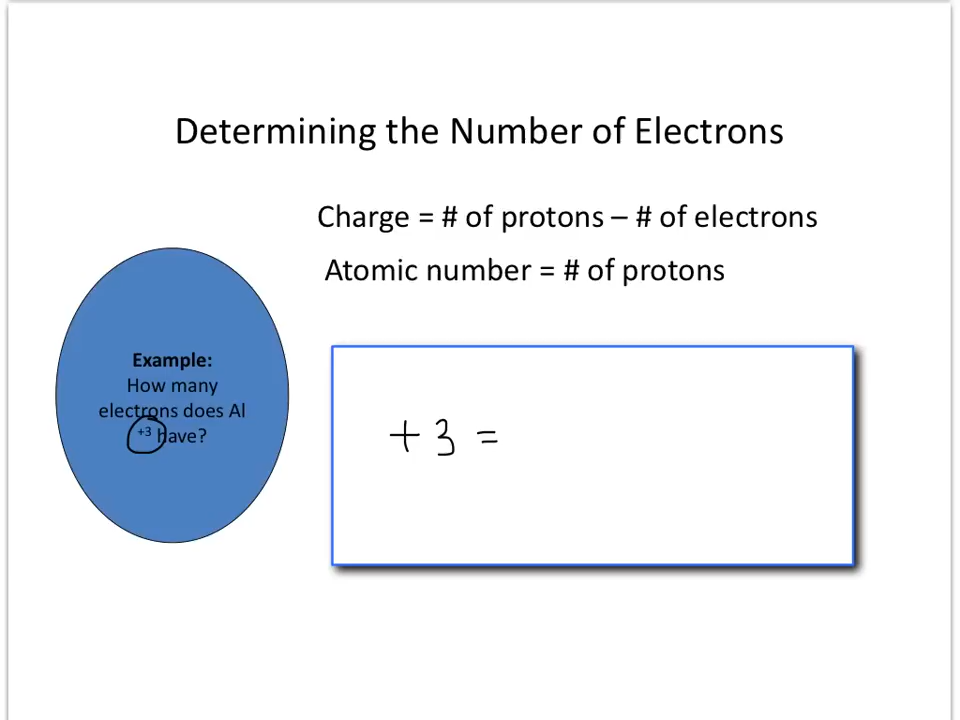 Determining the Number of Electrons
Charge = # of protons – # of electrons
Atomic number = # of protons
Example:
How many
electrons does Al
+3 have?
+3 =